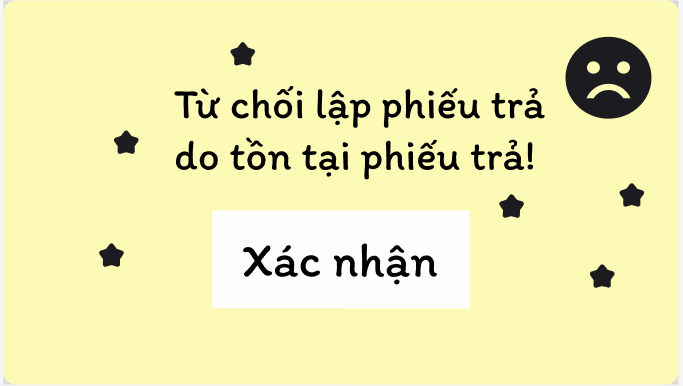 Từ chối lập phiếu trả
do tồn tại phiếu trả!
Xác nhận